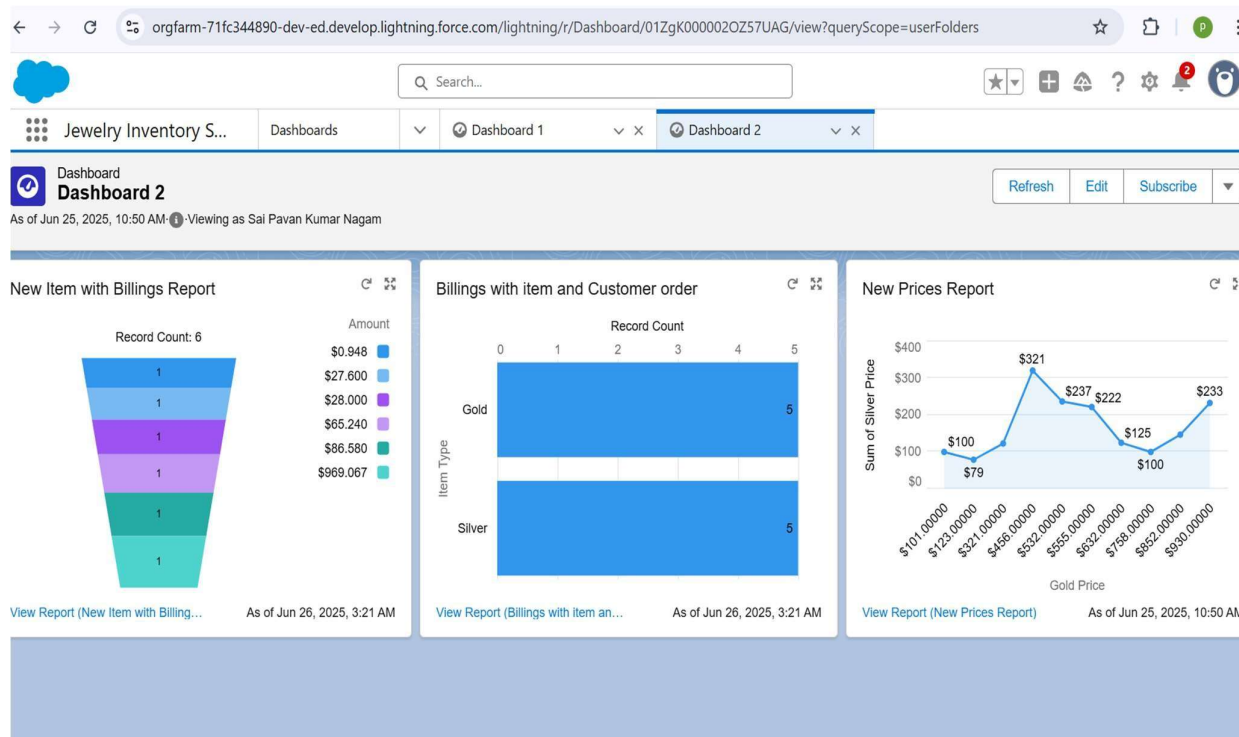 orgfarm-71fc344890-dev-ed.develop.lightning.force.com/lightning/r/Dashboard/01ZgK000002OZ57UAG/view?queryScope=userFolders
p
Search...
2
Jewelry Inventory S...
Dashboards
Dashboard 1
Dashboard 2
Dashboard
Dashboard 2
As of Jun 25, 2025, 10:50 AM·Viewing as Sai Pavan Kumar Nagam
Refresh
Edit
Subscribe
New Item with Billings Report
Record Count: 6
Amount
$0.948
$27.600
$28.000
$65.240
$86.580
$969.067
1
1
1
1
1
1
View Report (New Item with Billing...
As of Jun 26, 2025, 3:21 AM
Billings with item and Customer order
Record Count
0 1 2 3 4 5
Item Type
Gold
5
Silver
5
View Report (Billings with item an...
As of Jun 26, 2025, 3:21 AM
New Prices Report
Sum of Silver Price
$400
$300
$200
$100
$0
$100
$79
$321
$237
$222
$125
$100
$233
$101.00000
$123.00000
$321.00000
$456.00000
$532.00000
$555.00000
$632.00000
$758.00000
$852.00000
$930.00000
Gold Price
View Report (New Prices Report)
As of Jun 25, 2025, 10:50 AM